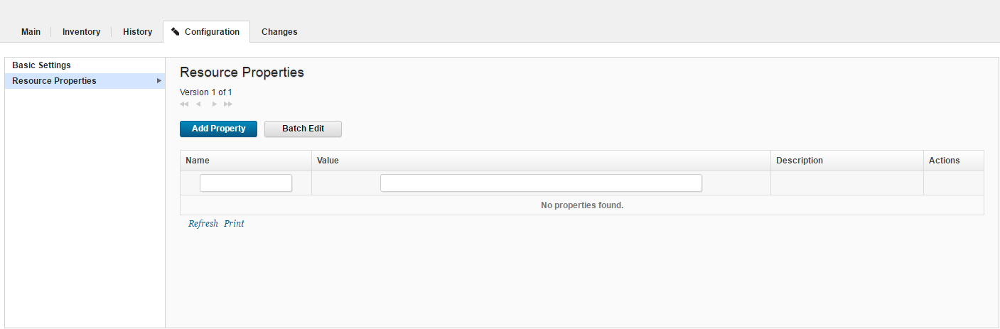 Main Inventory History Configuration Changes
Basic Settings
Resource Properties
Resource Properties
Version 1 of 1
Add Property Batch Edit
Name Value Description Actions
No properties found.
Refresh Print